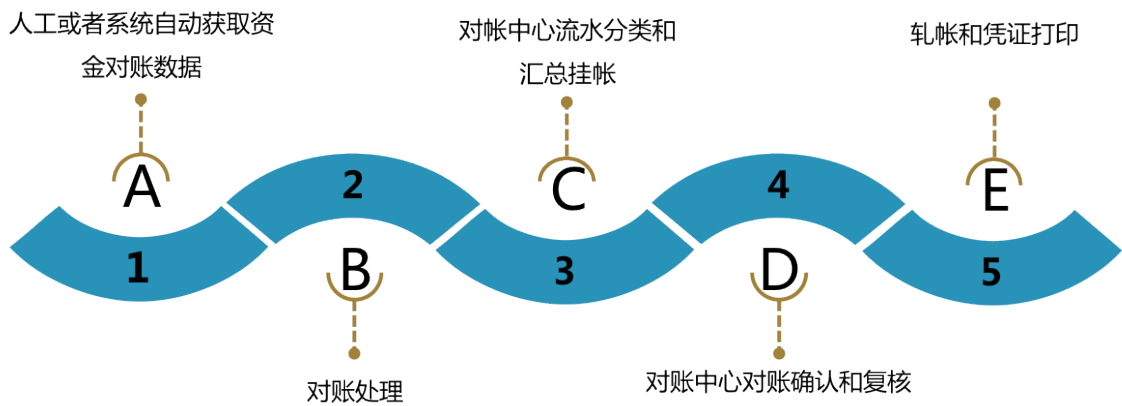 人工或者系统自动获取资
金对账数据
对帐中心流水分类和
汇总挂帐
轧帐和凭证打印
A
C
E
2
4
1
3
5
B
D
对账处理
对账中心对账确认和复核